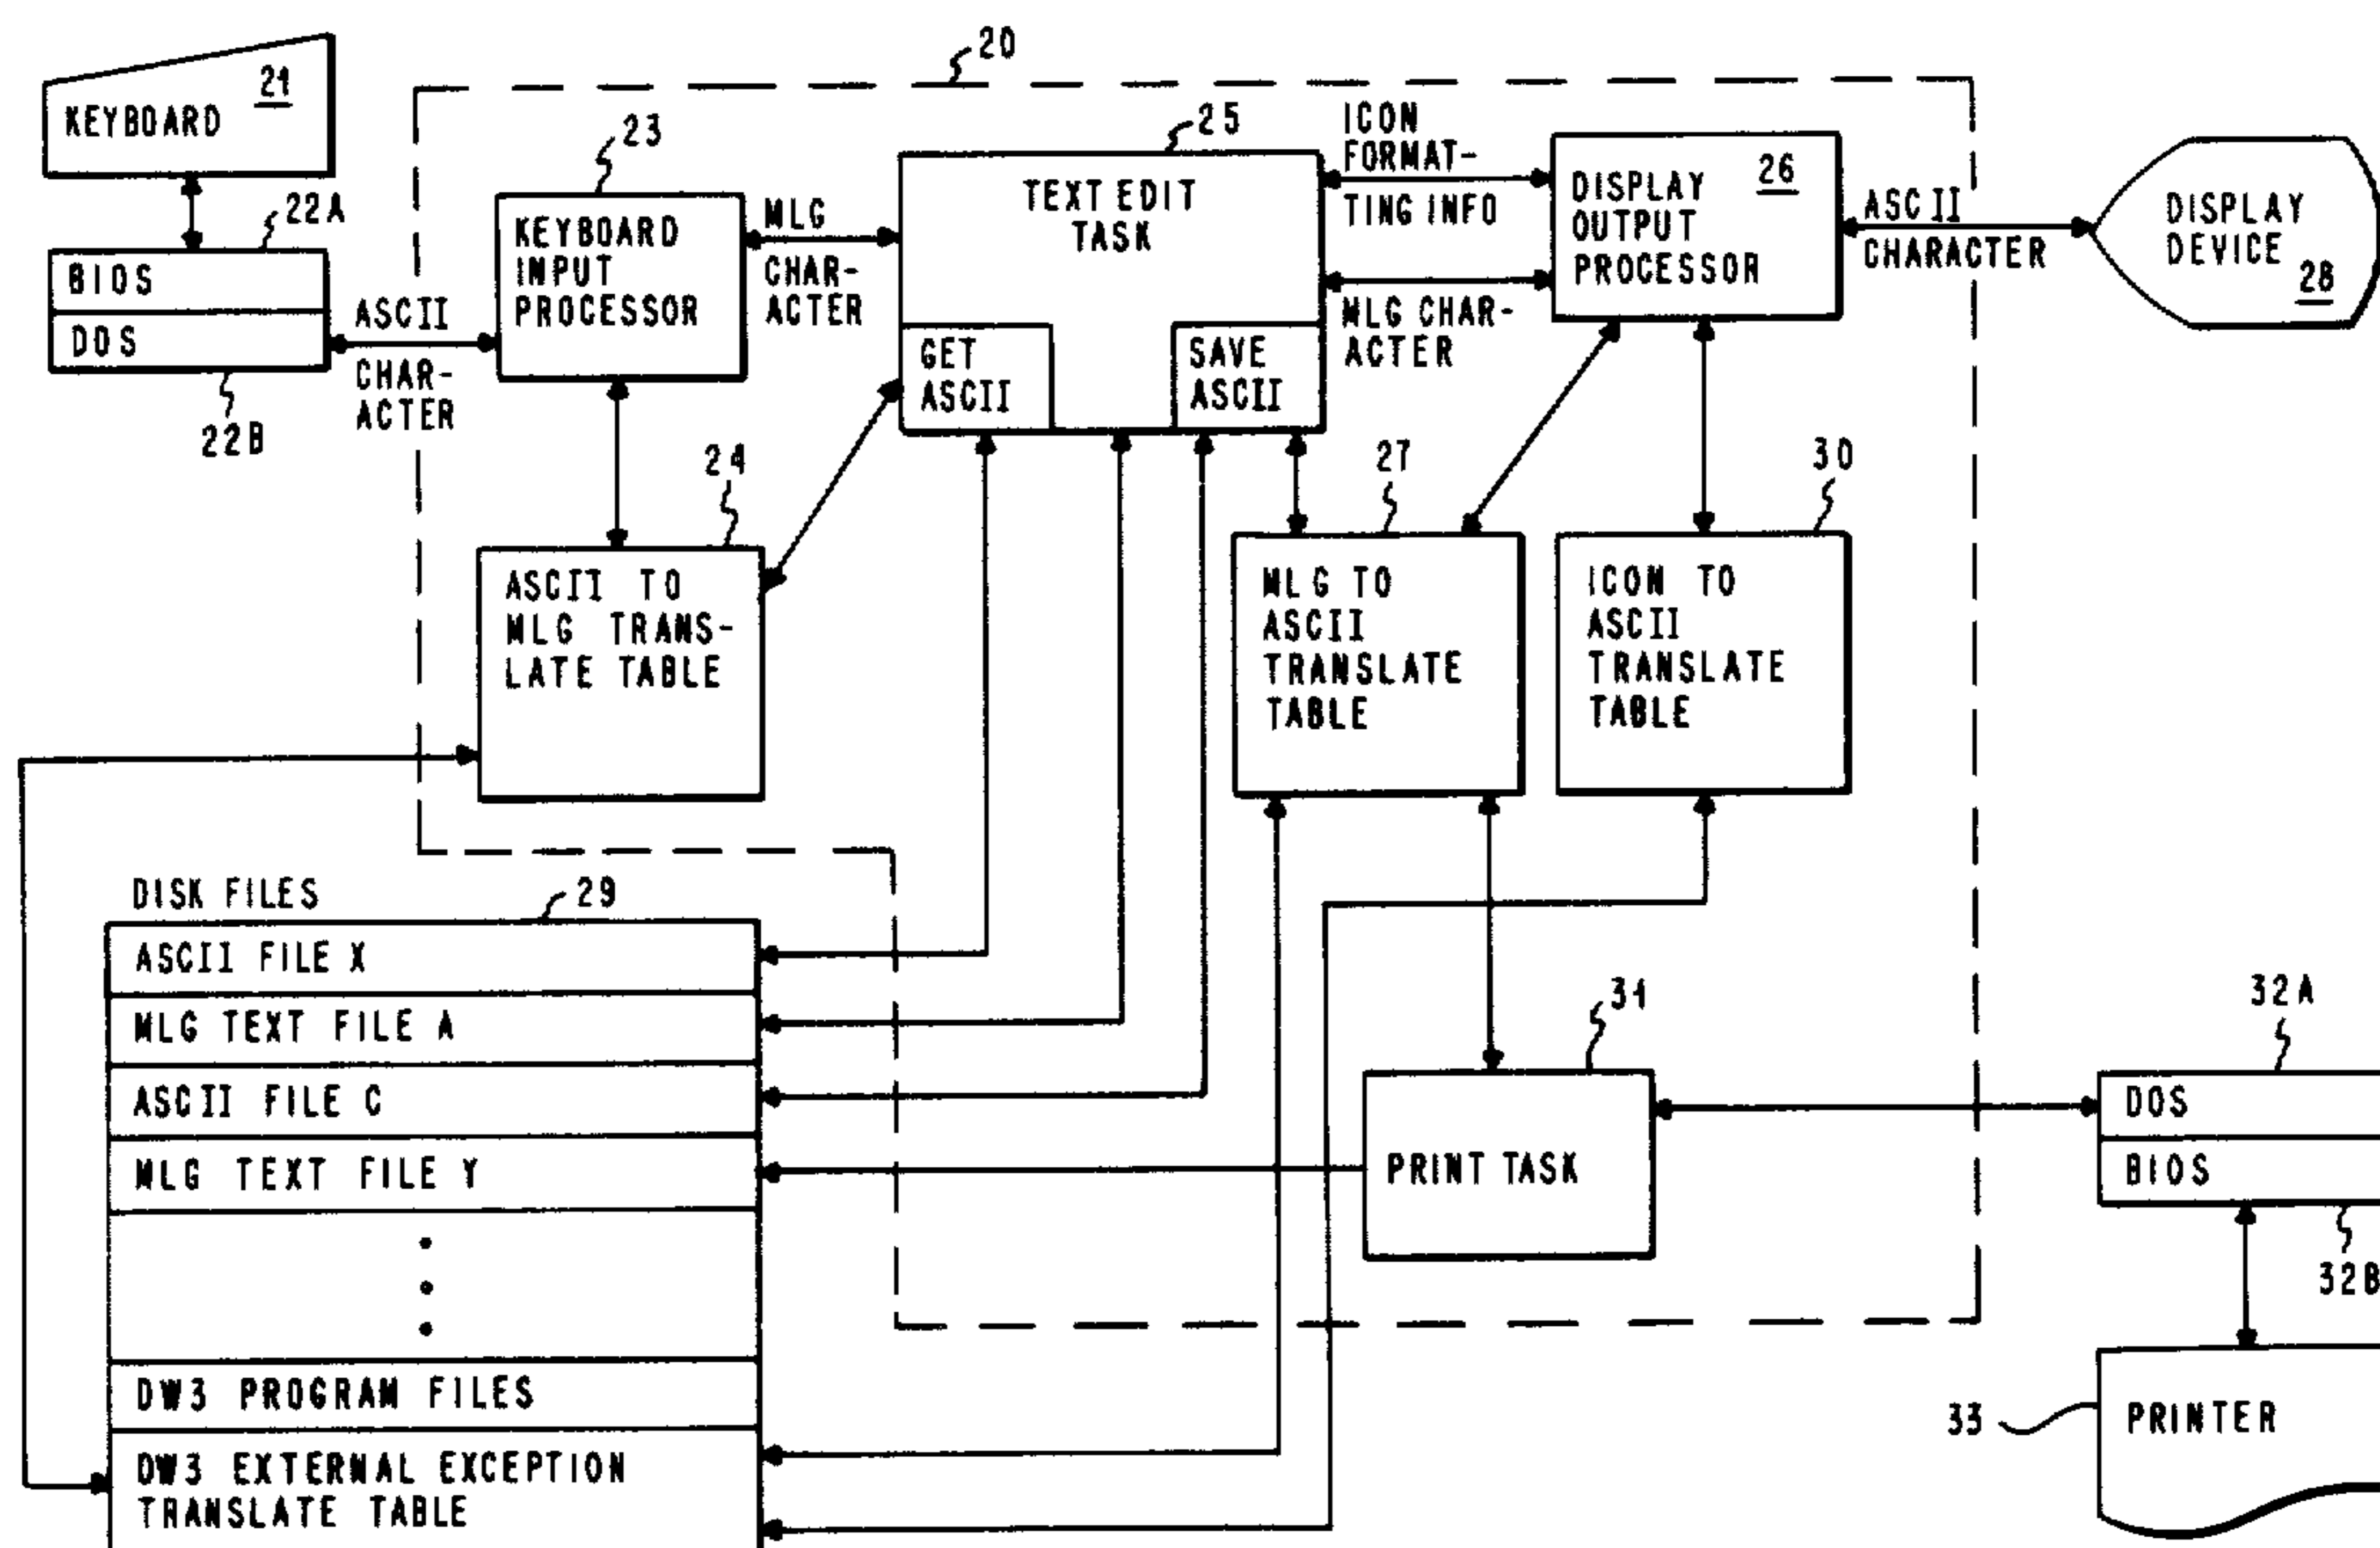 20
21
KEYBOARD
22A
BIOS
DOS
22B
ASCII
CHAR-
ACTER
23
KEYBOARD
INPUT
PROCESSOR
MLG
CHAR-
ACTER
25
TEXT EDIT
TASK
GET
ASCII
SAVE
ASCII
ICON
FORMAT-
TING INFO
MLG CHAR-
ACTER
26
DISPLAY
OUTPUT
PROCESSOR
ASCII
CHARACTER
DISPLAY
DEVICE
28
24
ASCII TO
MLG TRANS-
LATE TABLE
27
MLG TO
ASCII
TRANSLATE
TABLE
30
ICON TO
ASCII
TRANSLATE
TABLE
DISK FILES
29
ASCII FILE X
MLG TEXT FILE A
ASCII FILE C
MLG TEXT FILE Y
DW3 PROGRAM FILES
DW3 EXTERNAL EXCEPTION
TRANSLATE TABLE
31
PRINT TASK
32A
DOS
BIOS
32B
33
PRINTER